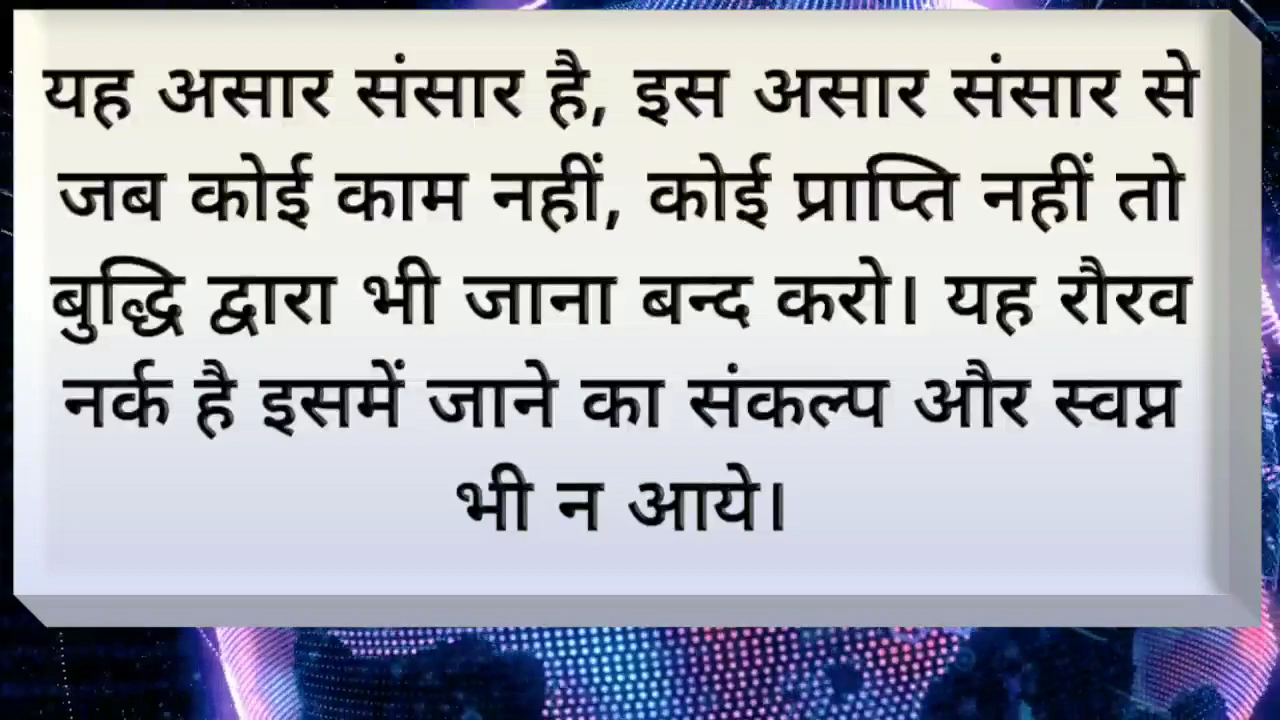 यह असार संसार है, इस असार संसार से
जब कोई काम नहीं, कोई प्राप्ति नहीं तो
बुद्धि द्वारा भी जाना बन्द करो। यह रौरव
नर्क है इसमें जाने का संकल्प और स्वप्न
भी न आये।